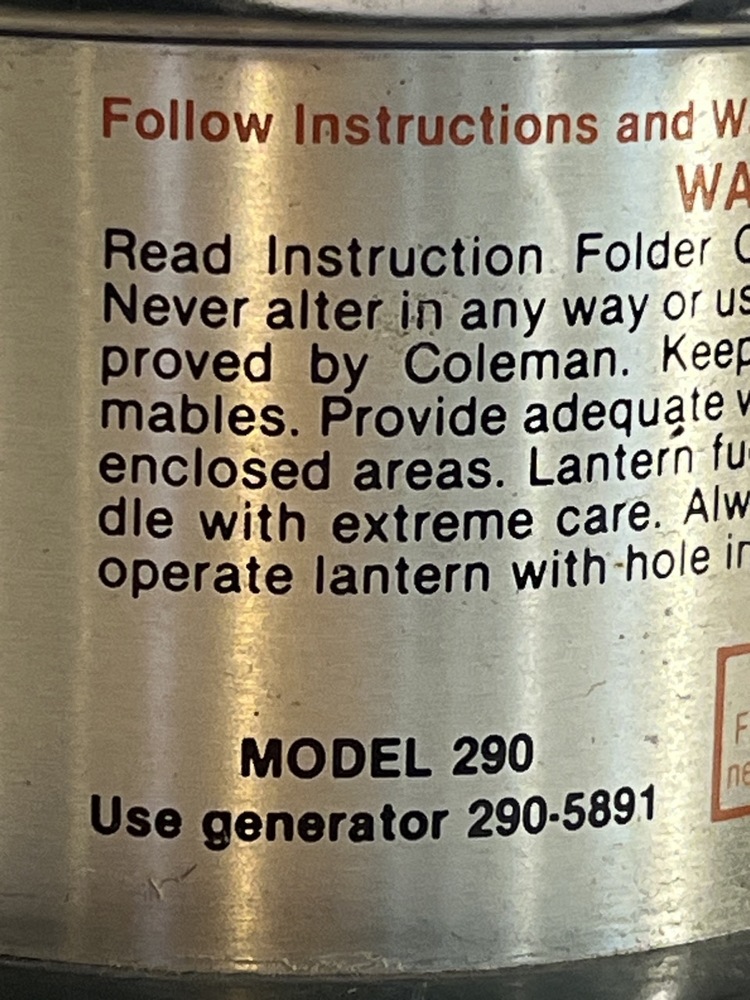 Follow Instructions and W
WA
Read Instruction Folder
Never alter in any way or us
proved by Coleman. Keep
mables. Provide adequate
enclosed areas. Lantern fu
dle with extreme care. Alw
operate lantern with hole in
MODEL 290
Use generator 290-5891
F
ne